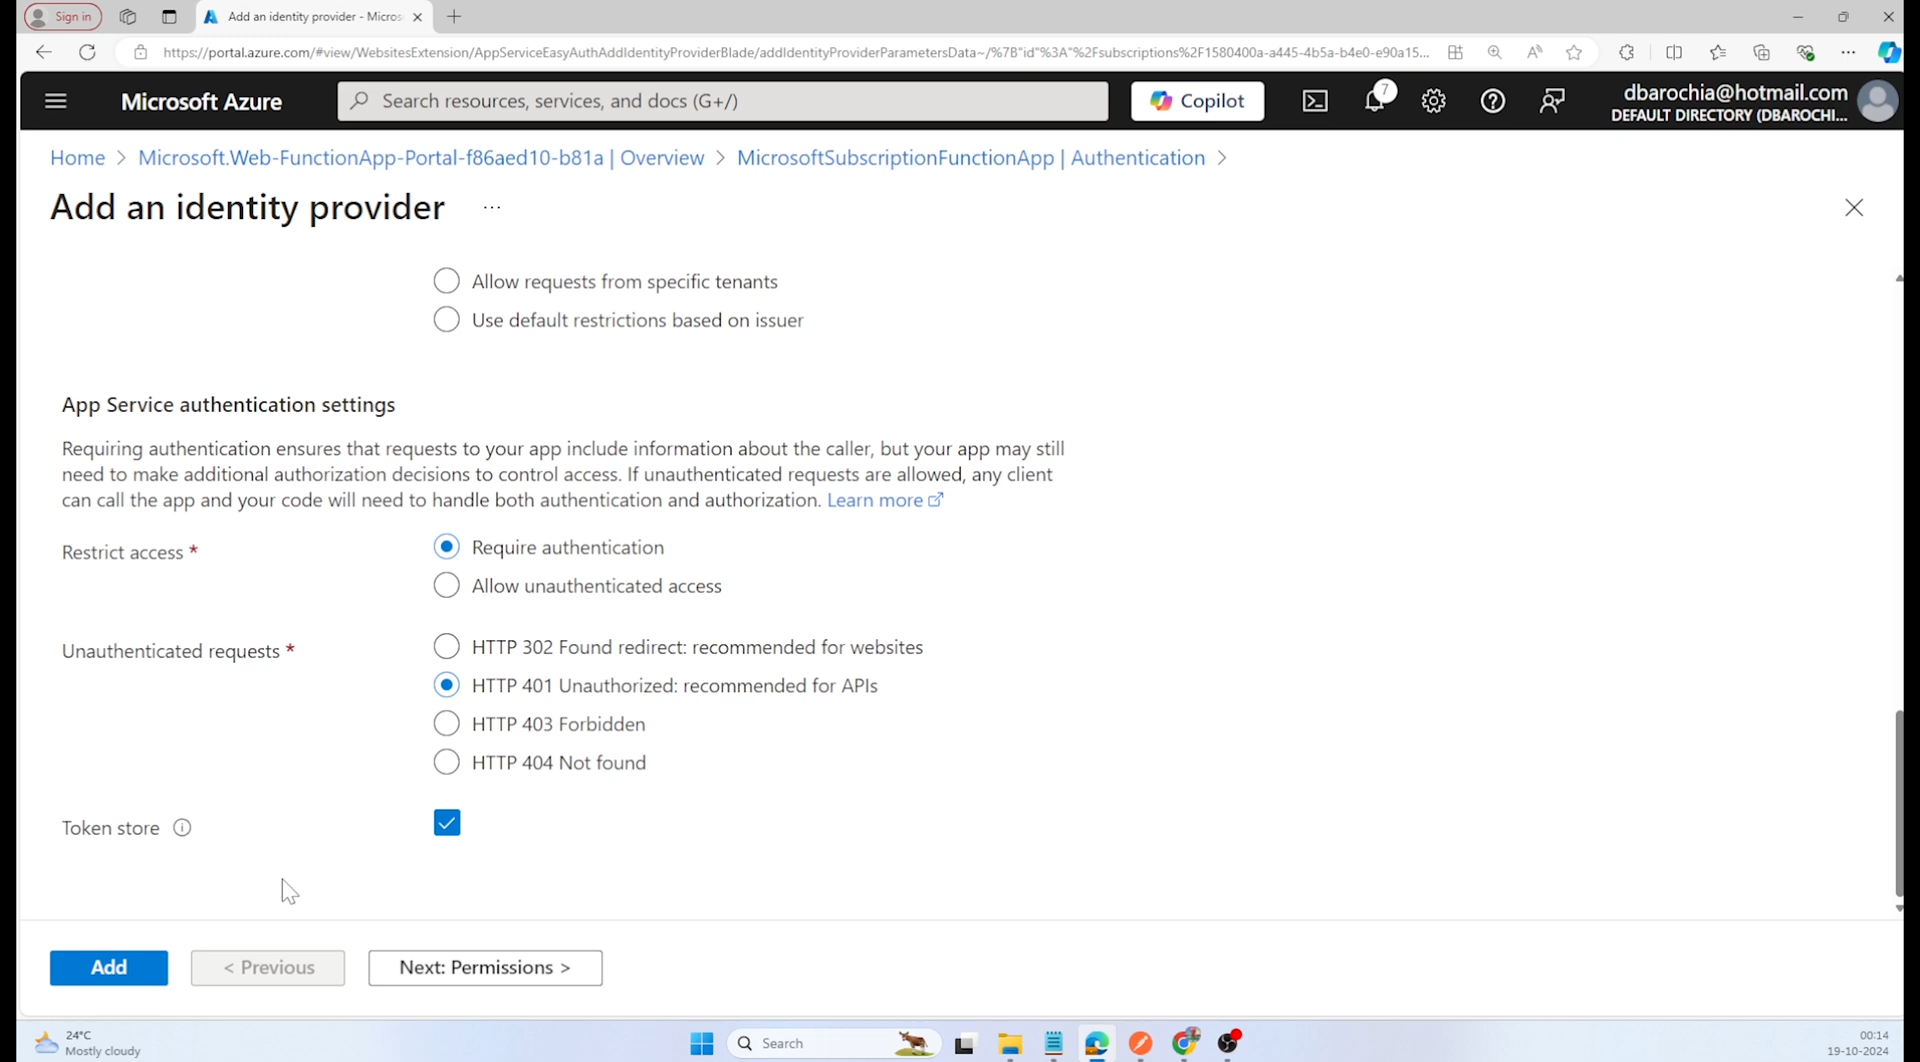 Sign in
Add an identity provider - Micros
https://portal.azure.com/#view/WebsitesExtension/AppServiceEasyAuthAddIdentityProviderBlade/addIdentityProviderParametersData~/%7B"id"%3A"%2Fsubscriptions%2F1580400a-a445-4b5a-b4e0-e90a15...
Microsoft Azure
Search resources, services, and docs (G+/)
Copilot
7
dbarochia@hotmail.com
DEFAULT DIRECTORY (DBAROCHI...
Home > Microsoft.Web-FunctionApp-Portal-f86aed10-b81a | Overview > MicrosoftSubscriptionFunctionApp | Authentication >
Add an identity provider ...
Allow requests from specific tenants
Use default restrictions based on issuer
App Service authentication settings
Requiring authentication ensures that requests to your app include information about the caller, but your app may still
need to make additional authorization decisions to control access. If unauthenticated requests are allowed, any client
can call the app and your code will need to handle both authentication and authorization. Learn more
Restrict access *
Require authentication
Allow unauthenticated access
Unauthenticated requests *
HTTP 302 Found redirect: recommended for websites
HTTP 401 Unauthorized: recommended for APIs
HTTP 403 Forbidden
HTTP 404 Not found
Token store
Add
< Previous
Next: Permissions >
24°C
Mostly cloudy
Search
00:14
19-10-2024